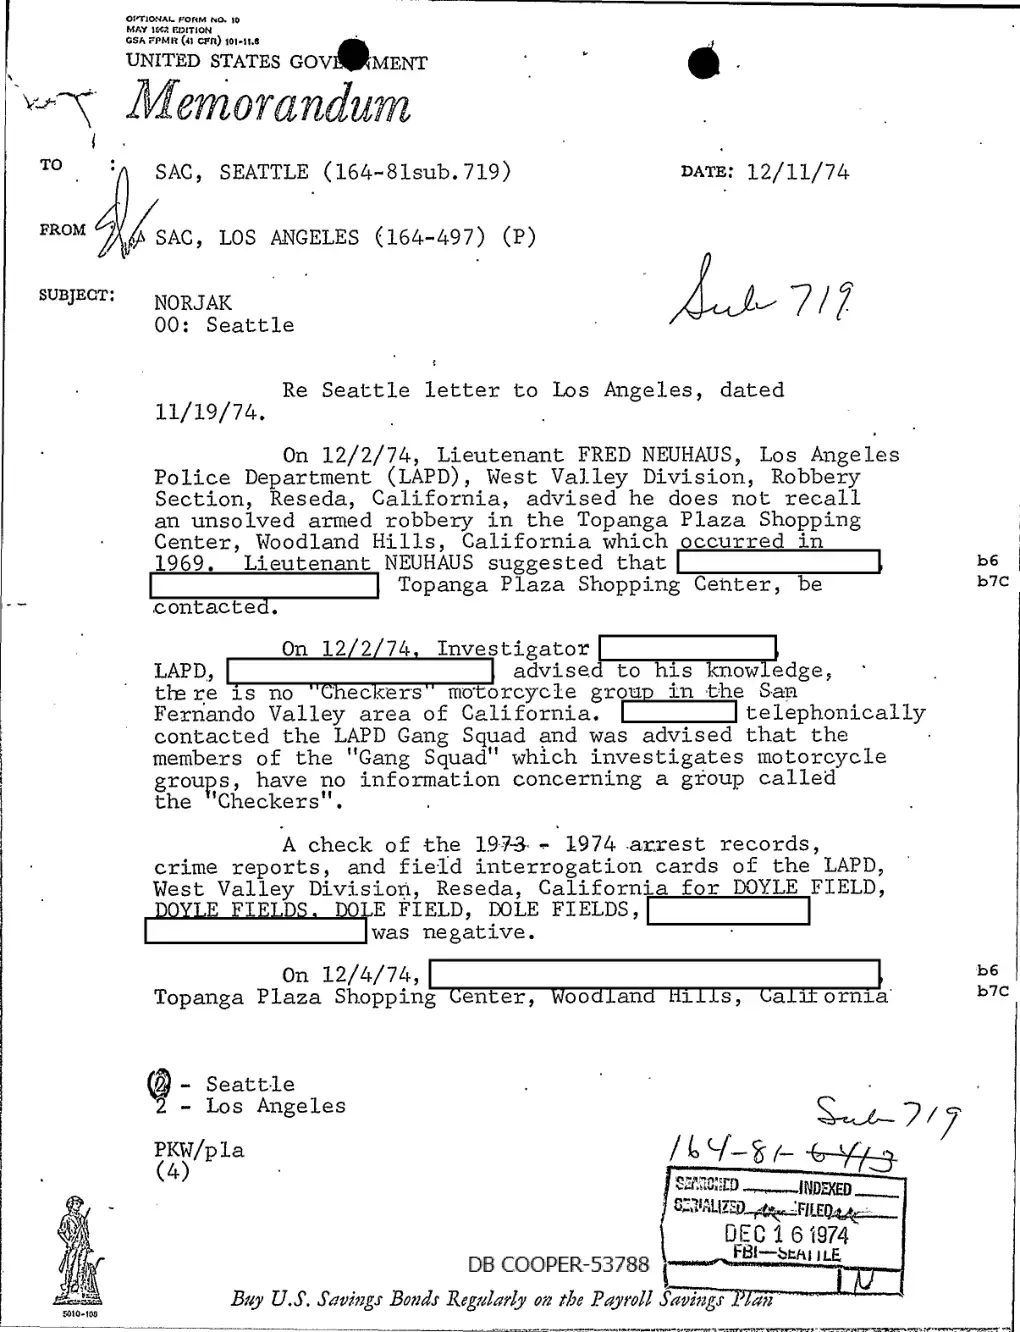 OPTIONAL FORM NO. 10
MAY 1962 EDITION
GSA FPMR (41 CFR) 101-11.6
UNITED STATES GOVERNMENT
Memorandum
TO : SAC, SEATTLE (164-81sub.719) DATE: 12/11/74
FROM SAC, LOS ANGELES (164-497) (P)
SUBJECT: NORJAK
OO: Seattle
Sub 719
Re Seattle letter to Los Angeles, dated
11/19/74.
On 12/2/74, Lieutenant FRED NEUHAUS, Los Angeles
Police Department (LAPD), West Valley Division, Robbery
Section, Reseda, California, advised he does not recall
an unsolved armed robbery in the Topanga Plaza Shopping
Center, Woodland Hills, California which occurred in
1969. Lieutenant NEUHAUS suggested that b6
Topanga Plaza Shopping Center, be b7C
contacted.
On 12/2/74, Investigator
LAPD, advised to his knowledge,
there is no "Checkers" motorcycle group in the San
Fernando Valley area of California. telephonically
contacted the LAPD Gang Squad and was advised that the
members of the "Gang Squad" which investigates motorcycle
groups, have no information concerning a group called
the "Checkers".
A check of the 1973 - 1974 arrest records,
crime reports, and field interrogation cards of the LAPD,
West Valley Division, Reseda, California for DOYLE FIELD,
DOYLE FIELDS, DOLE FIELD, DOLE FIELDS,
was negative.
On 12/4/74, b6
Topanga Plaza Shopping Center, Woodland Hills, California b7C
2 - Seattle
2 - Los Angeles
PKW/pla
(4)
Sub 719
164-81-6413
SEARCHED INDEXED
SERIALIZED FILED
DEC 16 1974
FBI—SEATTLE
N
DB COOPER-53788
Buy U.S. Savings Bonds Regularly on the Payroll Savings Plan
5010-108